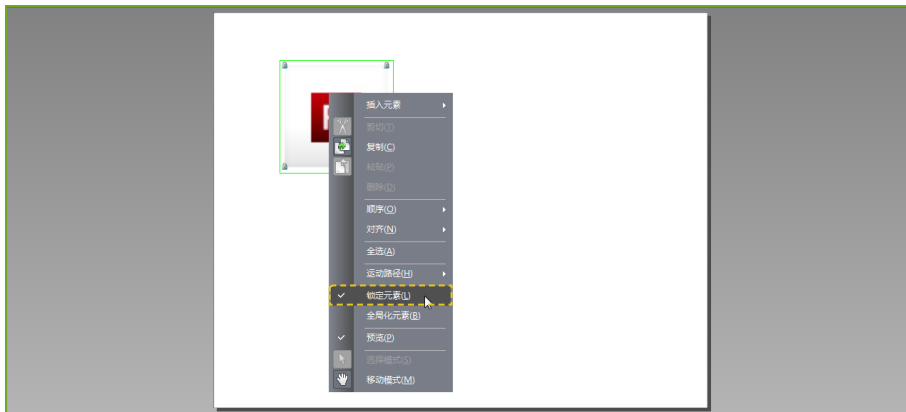 插入元素
剪切(T)
复制(C)
粘贴(P)
删除(D)
顺序(O)
对齐(N)
全选(A)
运动路径(H)
锁定元素(L)
全局化元素(B)
预览(P)
选择模式(S)
移动模式(M)